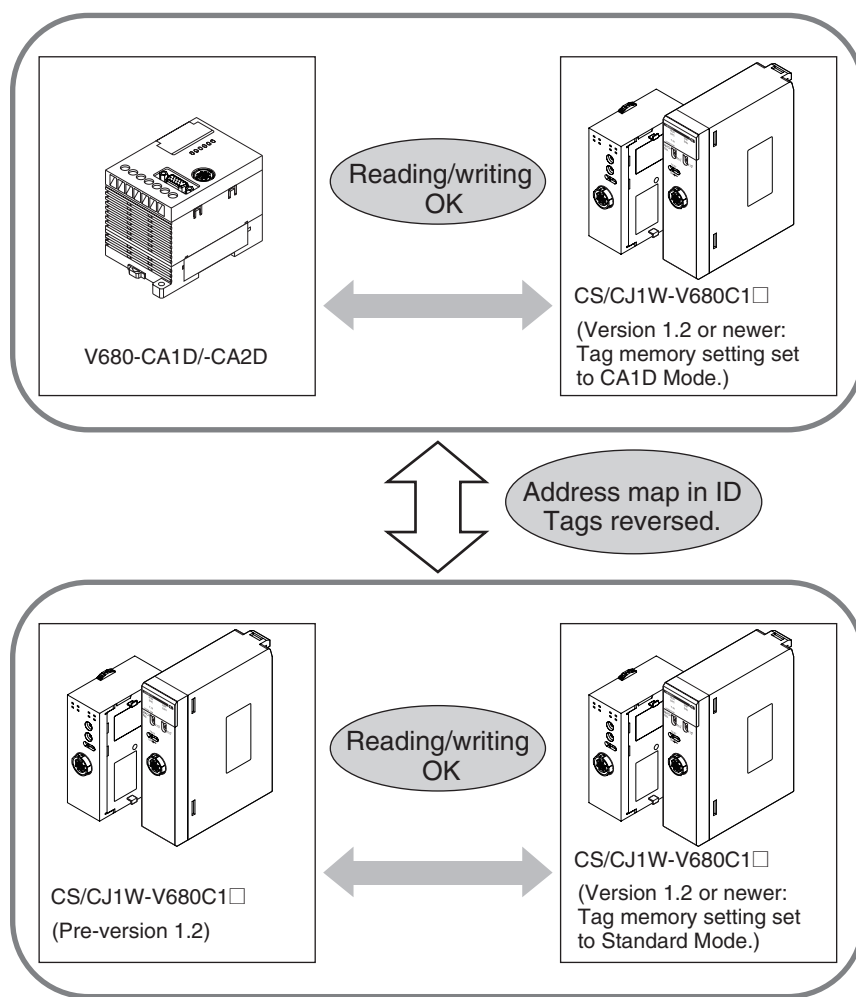 Reading/writing
OK
V680-CA1D/-CA2D
CS/CJ1W-V680C1□
(Version 1.2 or newer:
Tag memory setting set
to CA1D Mode.)
Address map in ID
Tags reversed.
Reading/writing
OK
CS/CJ1W-V680C1□
(Pre-version 1.2)
CS/CJ1W-V680C1□
(Version 1.2 or newer:
Tag memory setting set
to Standard Mode.)